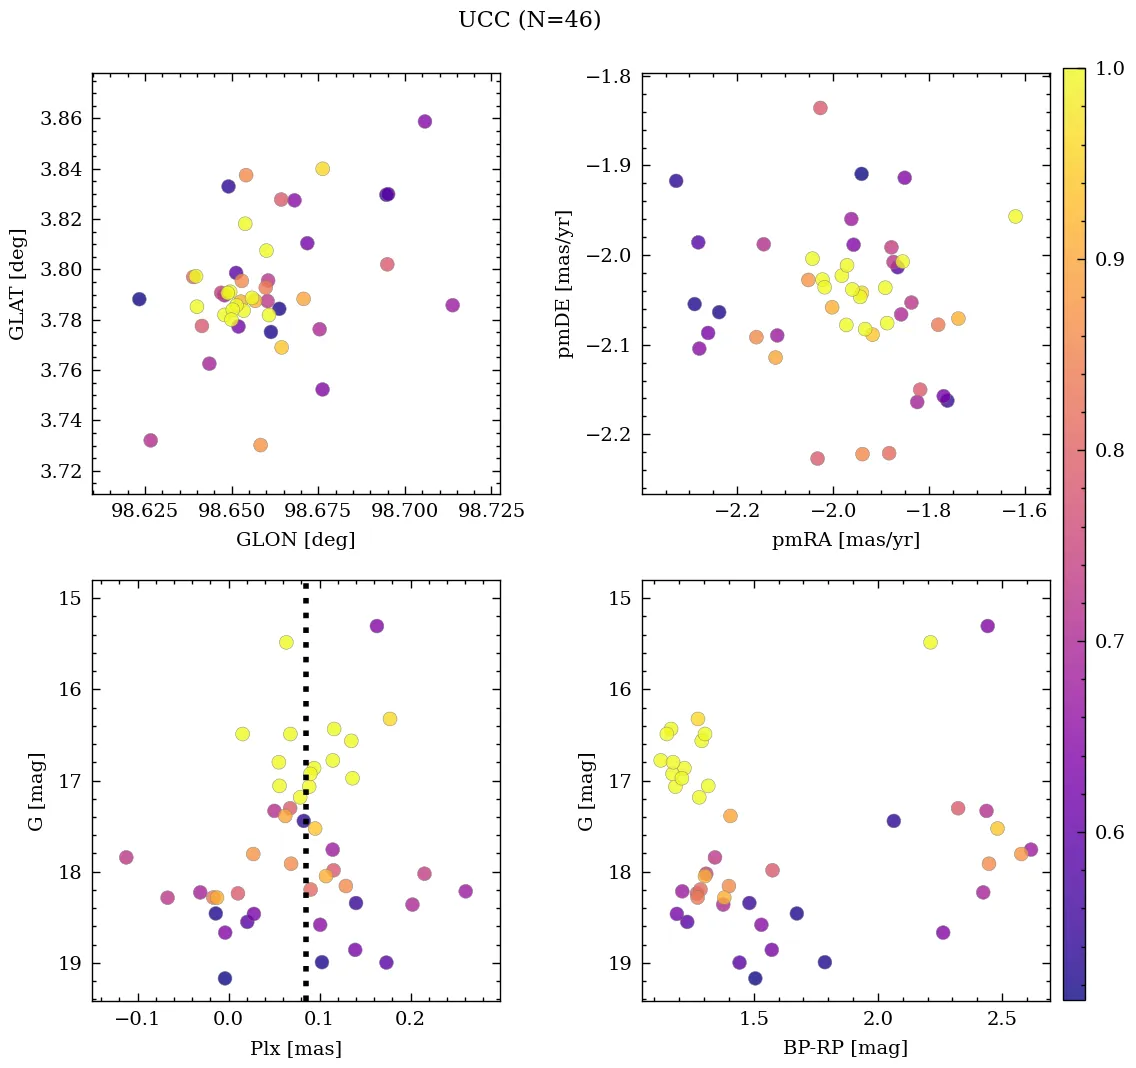 UCC (N=46)
3.86
3.84
3.82
3.80
3.78
3.76
3.74
3.72
GLAT [deg]
98.625 98.650 98.675 98.700 98.725
GLON [deg]
−1.8
−1.9
−2.0
−2.1
−2.2
pmDE [mas/yr]
−2.2 −2.0 −1.8 −1.6
pmRA [mas/yr]
15
16
17
18
19
G [mag]
−0.1 0.0 0.1 0.2
Plx [mas]
15
16
17
18
19
G [mag]
1.5 2.0 2.5
BP-RP [mag]
1.0
0.9
0.8
0.7
0.6